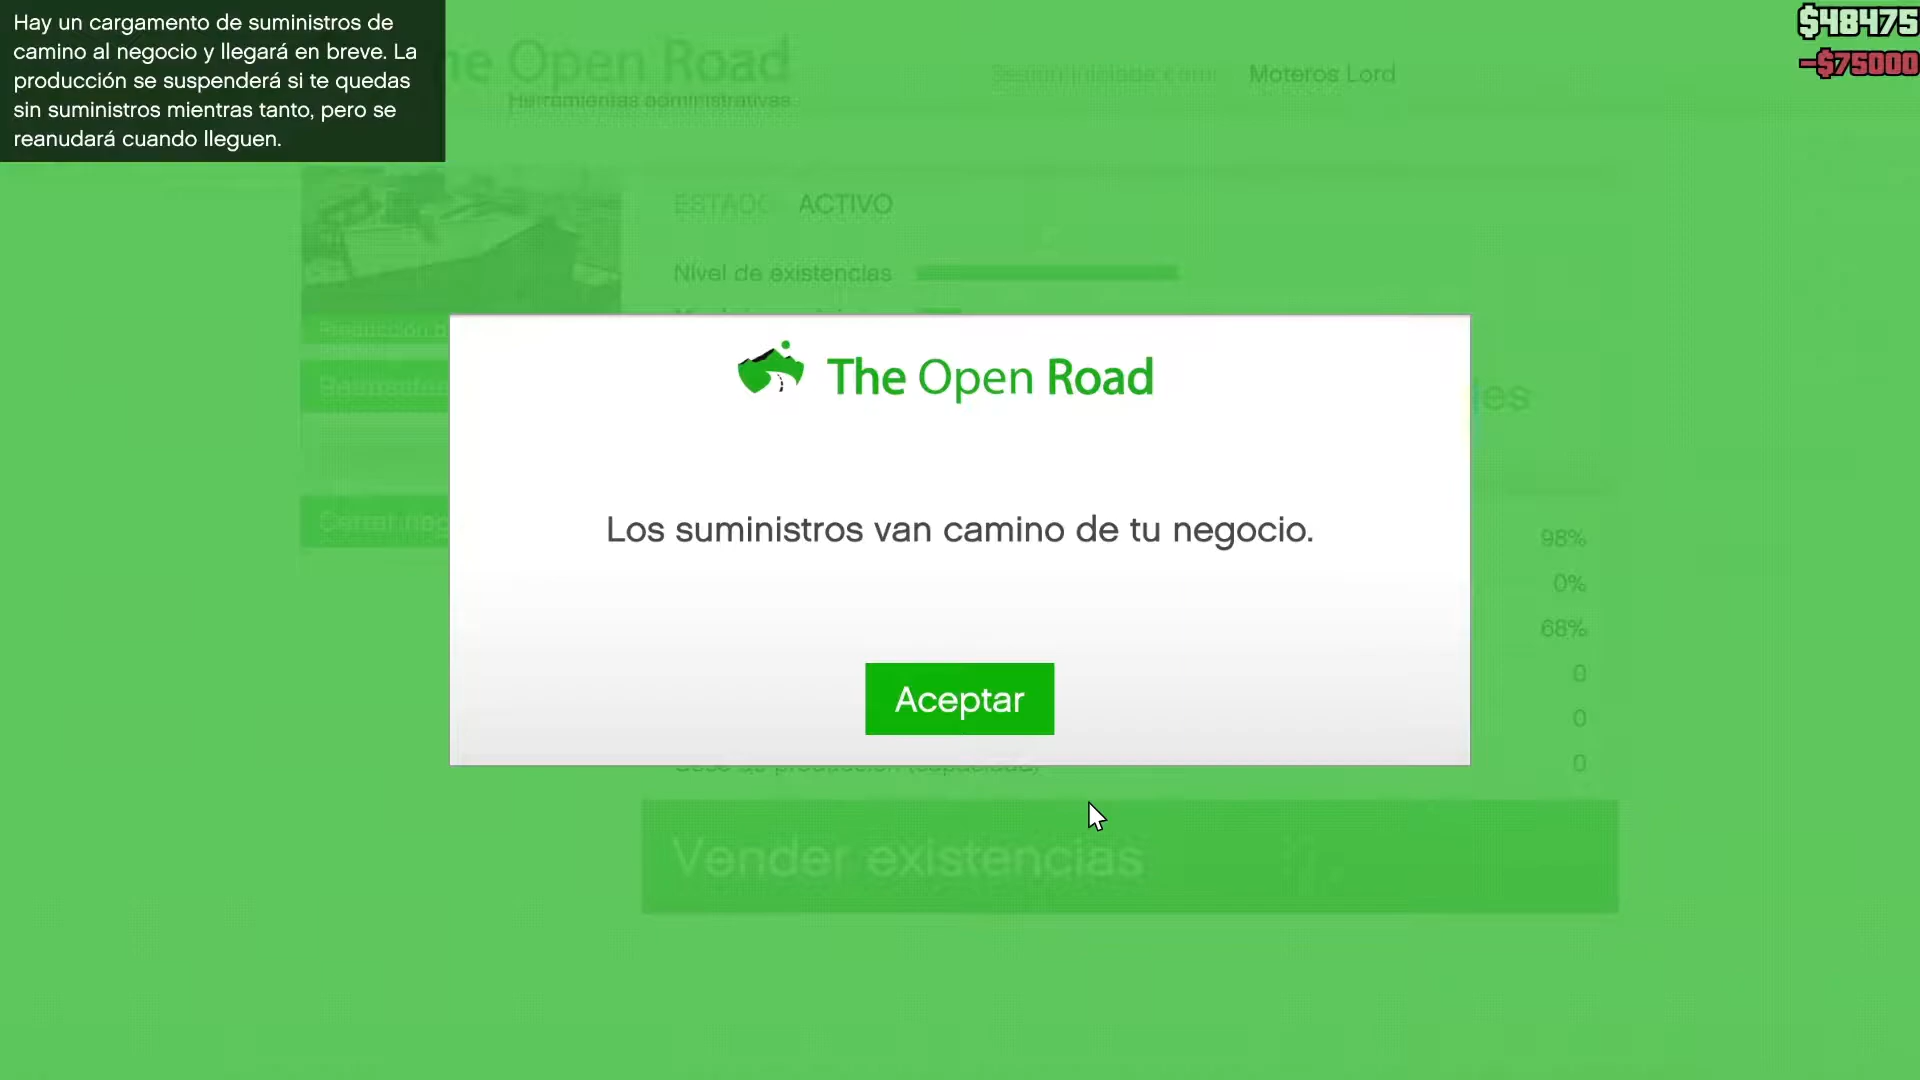 Hay un cargamento de suministros de
camino al negocio y llegará en breve. La
producción se suspenderá si te quedas
sin suministros mientras tanto, pero se
reanudará cuando lleguen.
$48475
-$75000
The Open Road
Herramientas administrativas
Moteros Lord
ESTADO ACTIVO
Nivel de existencias
The Open Road
Los suministros van camino de tu negocio.
98%
0%
68%
0
0
0
Aceptar
Vender existencias